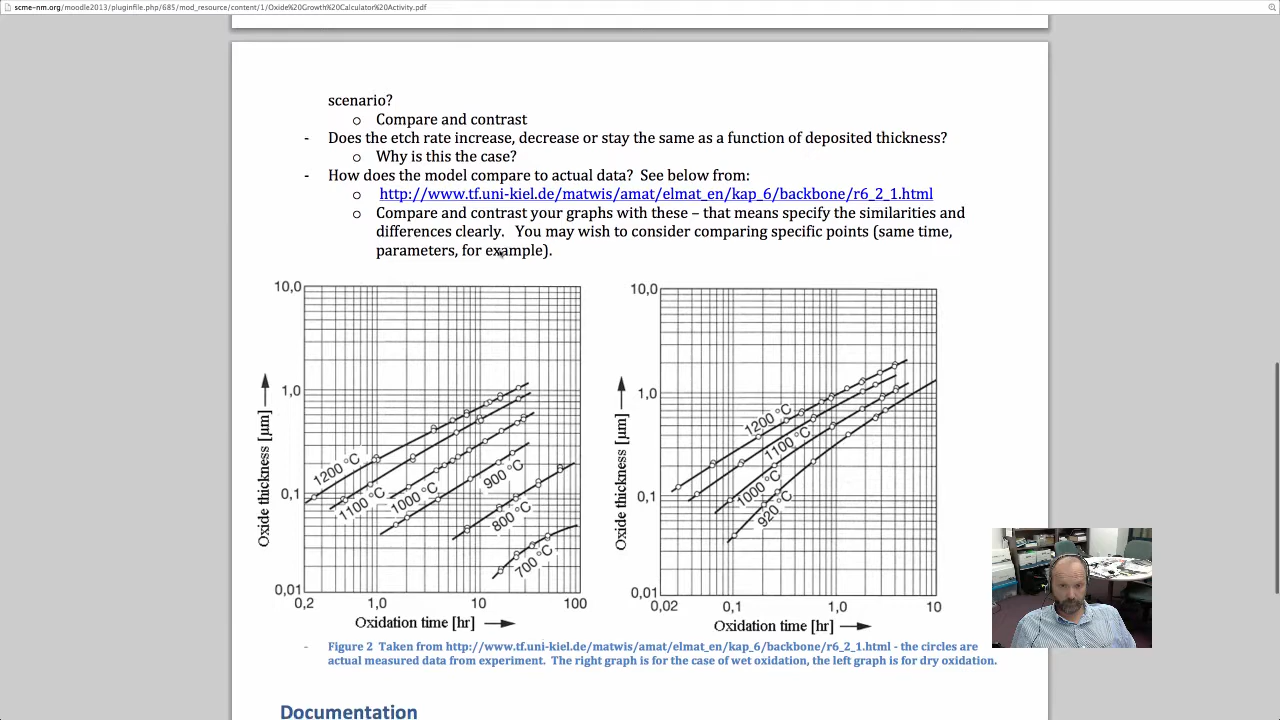 scme-nm.org/moodle2013/pluginfile.php/685/mod_resource/content/1/Oxide%20Growth%20Calculator%20Activity.pdf
scenario?
o Compare and contrast
- Does the etch rate increase, decrease or stay the same as a function of deposited thickness?
o Why is this the case?
- How does the model compare to actual data? See below from:
o http://www.tf.uni-kiel.de/matwis/amat/elmat_en/kap_6/backbone/r6_2_1.html
o Compare and contrast your graphs with these – that means specify the similarities and
differences clearly. You may wish to consider comparing specific points (same time,
parameters, for example).
10,0
1,0
0,1
0,01
Oxide thickness [µm]
1200 °C
1100 °C
1000 °C
900 °C
800 °C
700 °C
0,2 1,0 10 100
Oxidation time [hr]
10,0
1,0
0,1
0,01
Oxide thickness [µm]
1200 °C
1100 °C
1000 °C
920 °C
0,02 0,1 1,0 10
Oxidation time [hr]
- Figure 2 Taken from http://www.tf.uni-kiel.de/matwis/amat/elmat_en/kap_6/backbone/r6_2_1.html - the circles are
actual measured data from experiment. The right graph is for the case of wet oxidation, the left graph is for dry oxidation.
Documentation